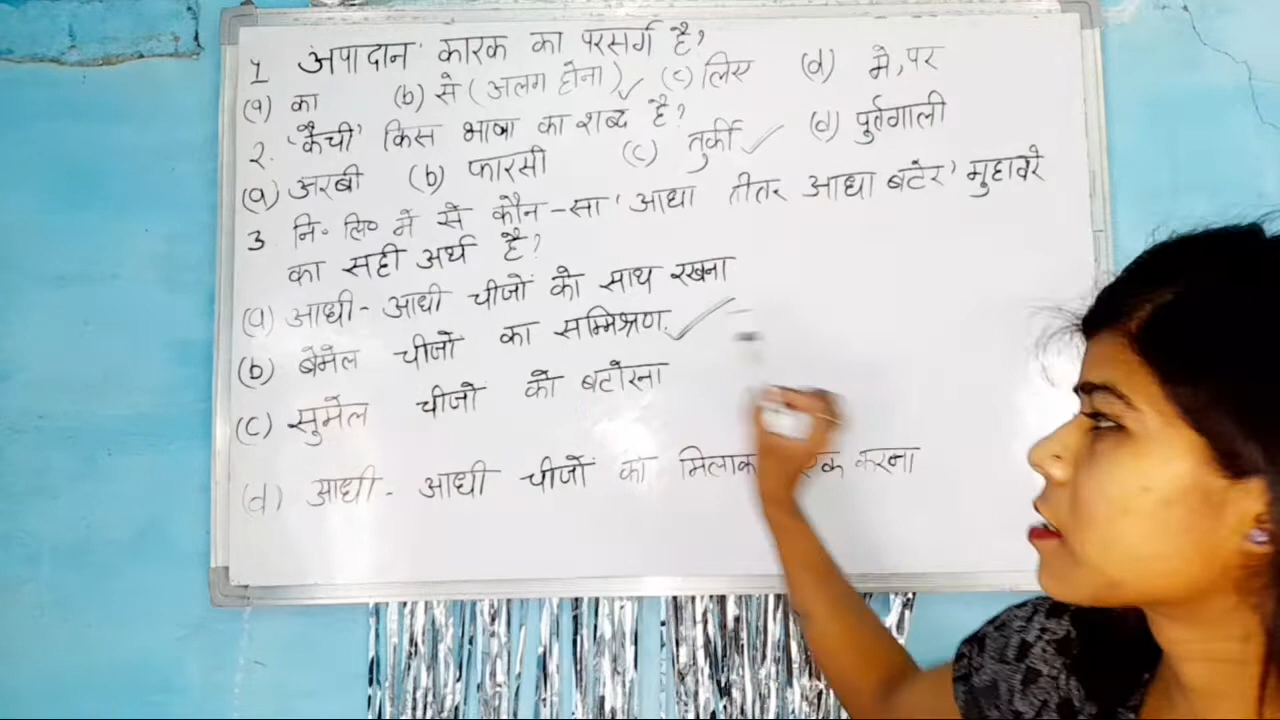 1 अपादान' कारक का परसर्ग है?
(a) का (b) से (अलग होना) ✓ (c) लिए (d) मे, पर
2. 'कैची' किस भाषा का शब्द है?
(a) अरबी (b) फारसी (c) तुर्की ✓ (d) पुर्तगाली
3 नि॰ लि॰ में से कौन-सा 'आधा तीतर आधा बटेर' मुहावरे
का सही अर्थ है?
(a) आधी-आधी चीजों को साथ रखना
(b) बेमेल चीजों का सम्मिश्रण. ✓
(c) सुमेल चीजो को बटोरना
(d) आधी- आधी चीजों को करना